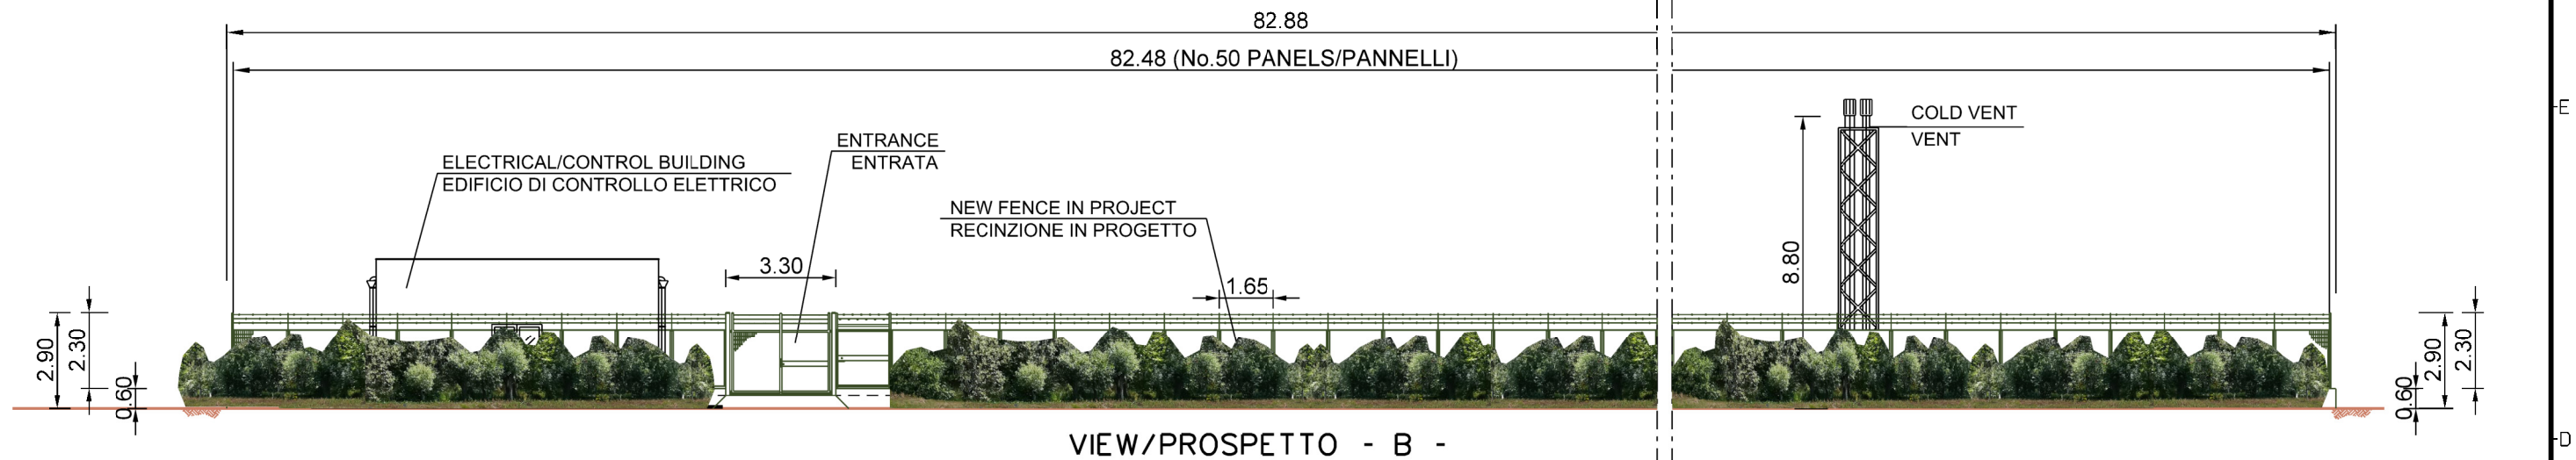 82.88
82.48 (No.50 PANELS/PANNELLI)
E
COLD VENT
VENT
ENTRANCE
ENTRATA
ELECTRICAL/CONTROL BUILDING
EDIFICIO DI CONTROLLO ELETTRICO
NEW FENCE IN PROJECT
RECINZIONE IN PROGETTO
3.30
1.65
8.80
2.90
2.30
0.60
2.90
2.30
0.60
VIEW/PROSPETTO - B -
D